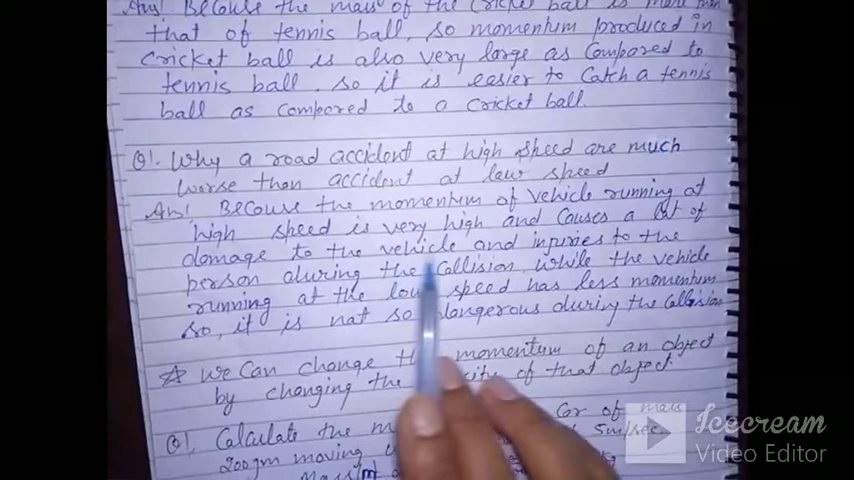 Ans! Because the mass of the cricket ball is more than
that of tennis ball, so momentum produced in
cricket ball is also very large as compared to
tennis ball. so it is easier to catch a tennis
ball as compared to a cricket ball.
Q!. Why a road accident at high speed are much
worse than accident at low speed
Ans! Because the momentum of vehicle running at
high speed is very high and causes a lot of
damage to the vehicle and injuries to the
person during the collision, while the vehicle
running at the low speed has less momentum
so, it is not so dangerous during the collision
☆ We can change the momentum of an object
by changing the of that object.
Q!, Calculate the car of mass
200gm moving 5m/sec
Mass
Icecream
Video Editor